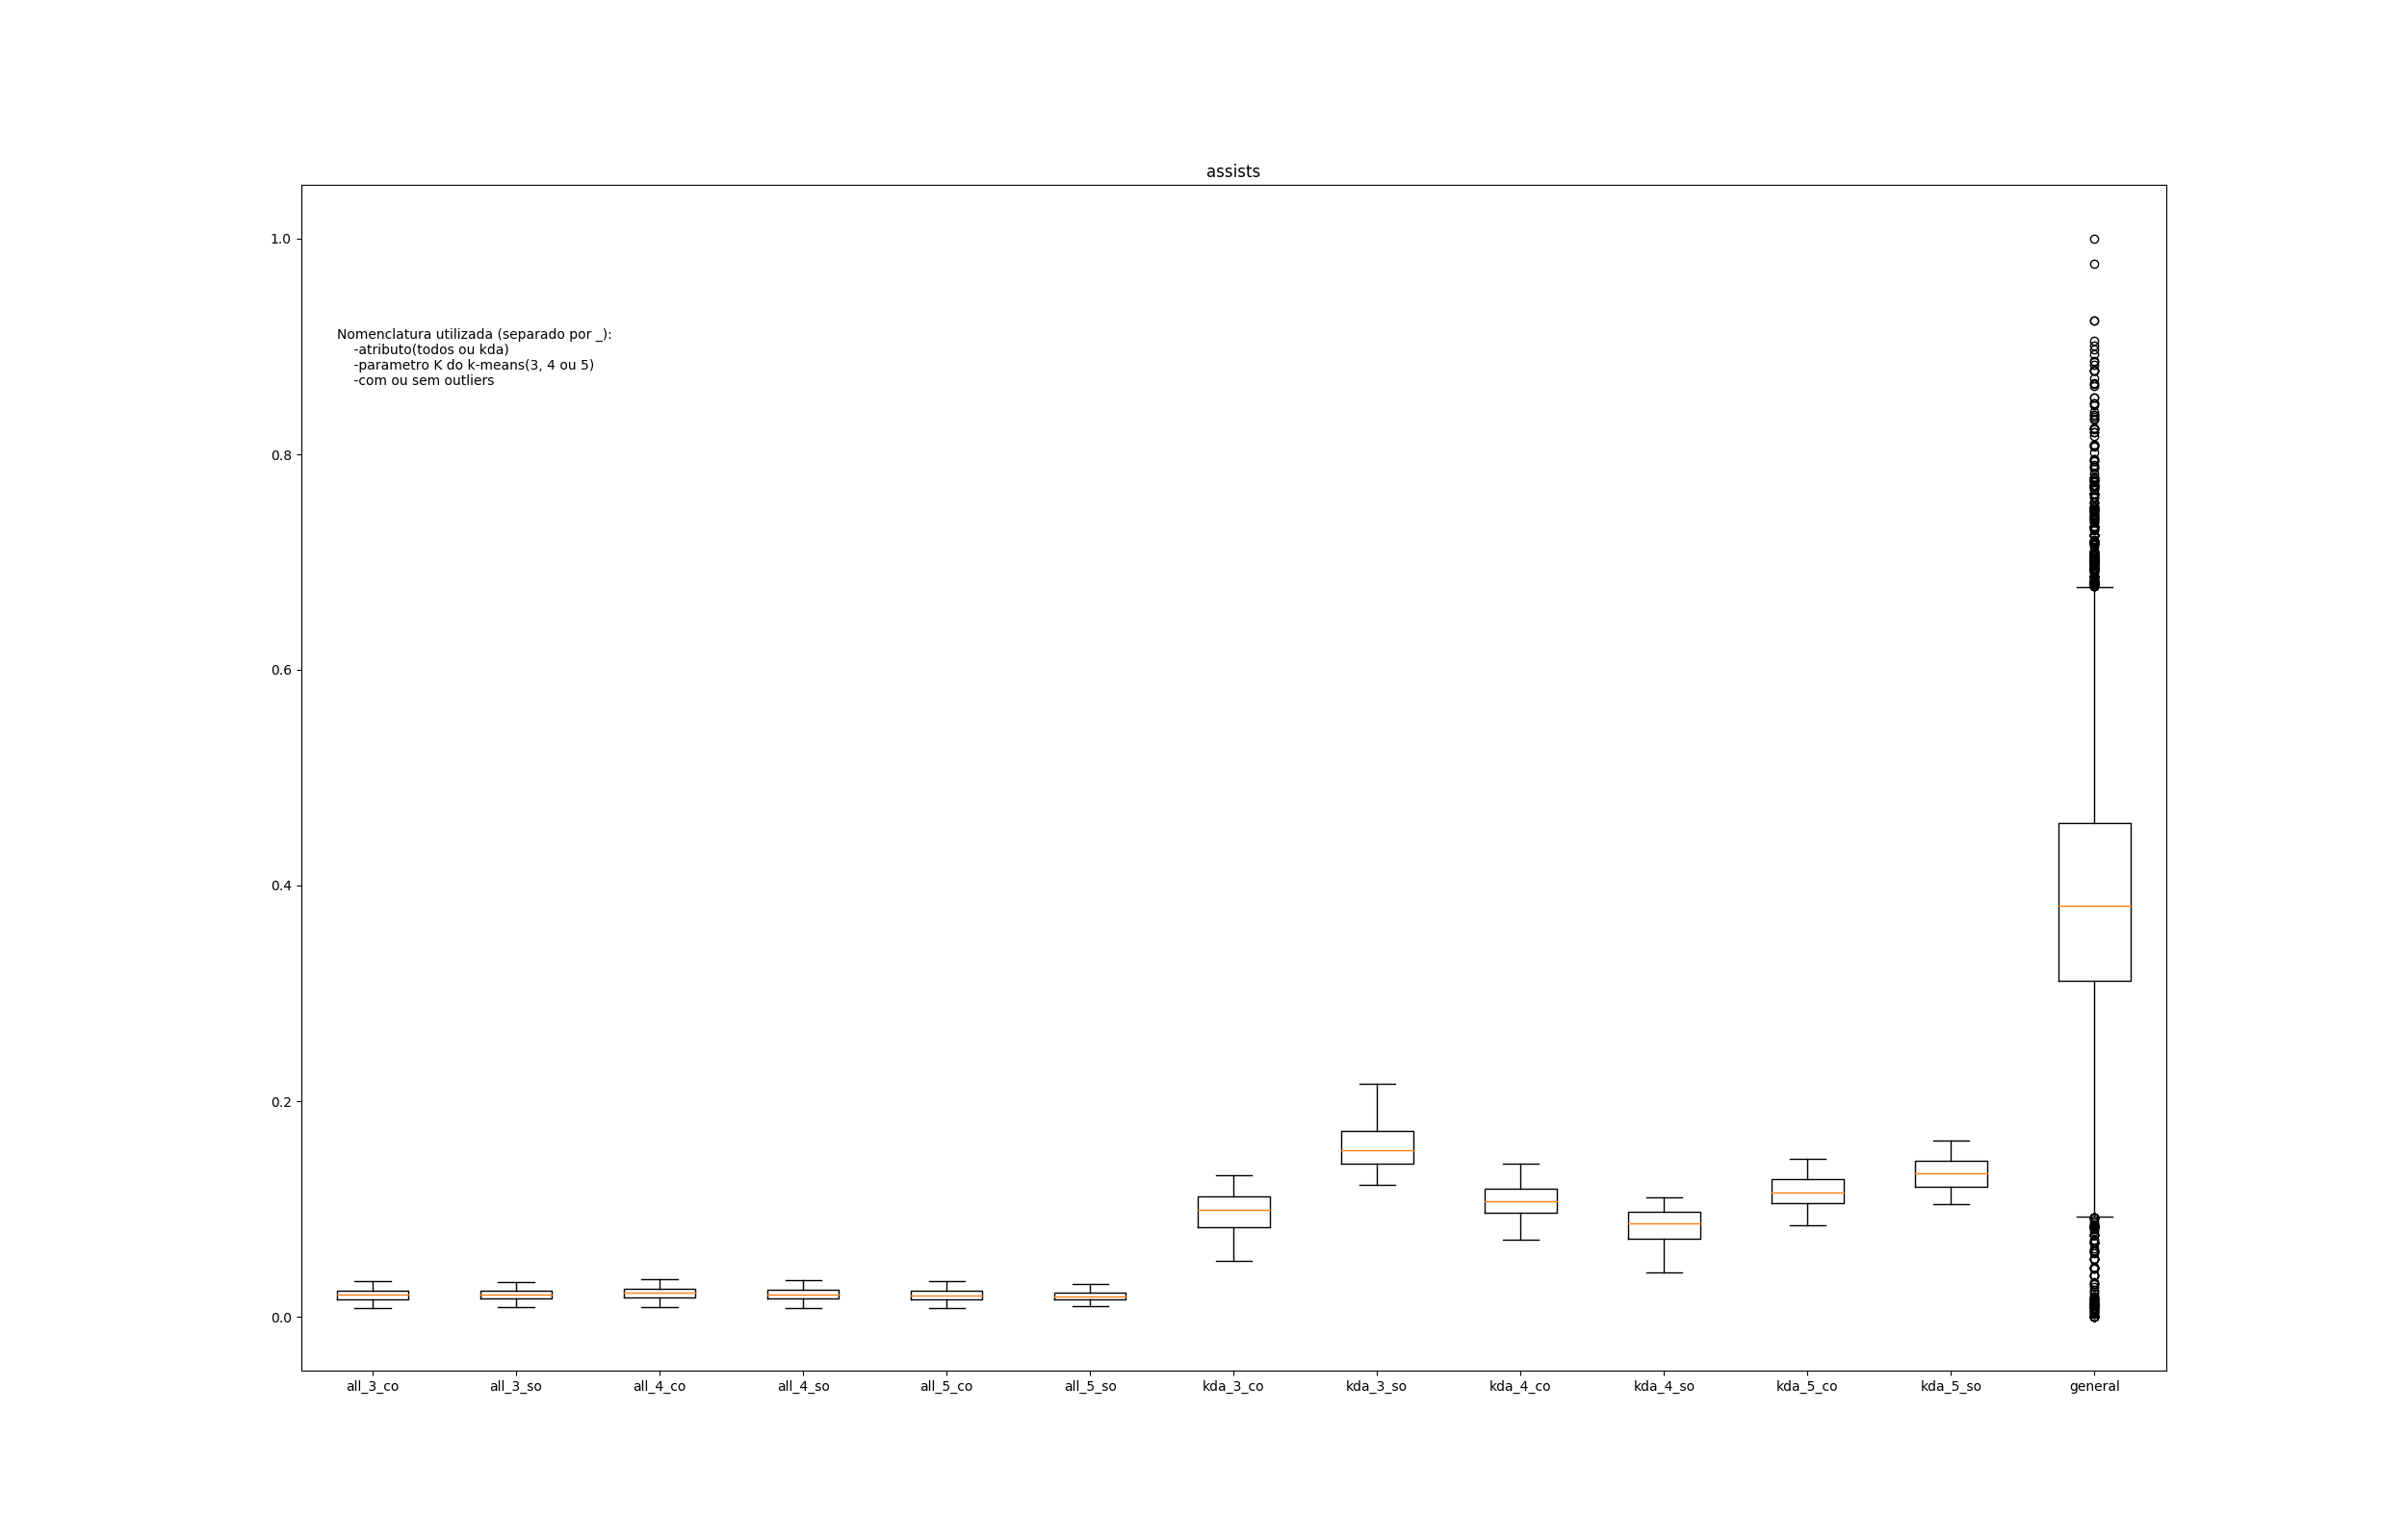 assists
1.0
Nomenclatura utilizada (separado por _):
-atributo(todos ou kda)
-parametro K do k-means(3, 4 ou 5)
-com ou sem outliers
0.8
0.6
0.4
0.2
0.0
all_3_co all_3_so all_4_co all_4_so all_5_co all_5_so kda_3_co kda_3_so kda_4_co kda_4_so kda_5_co kda_5_so general